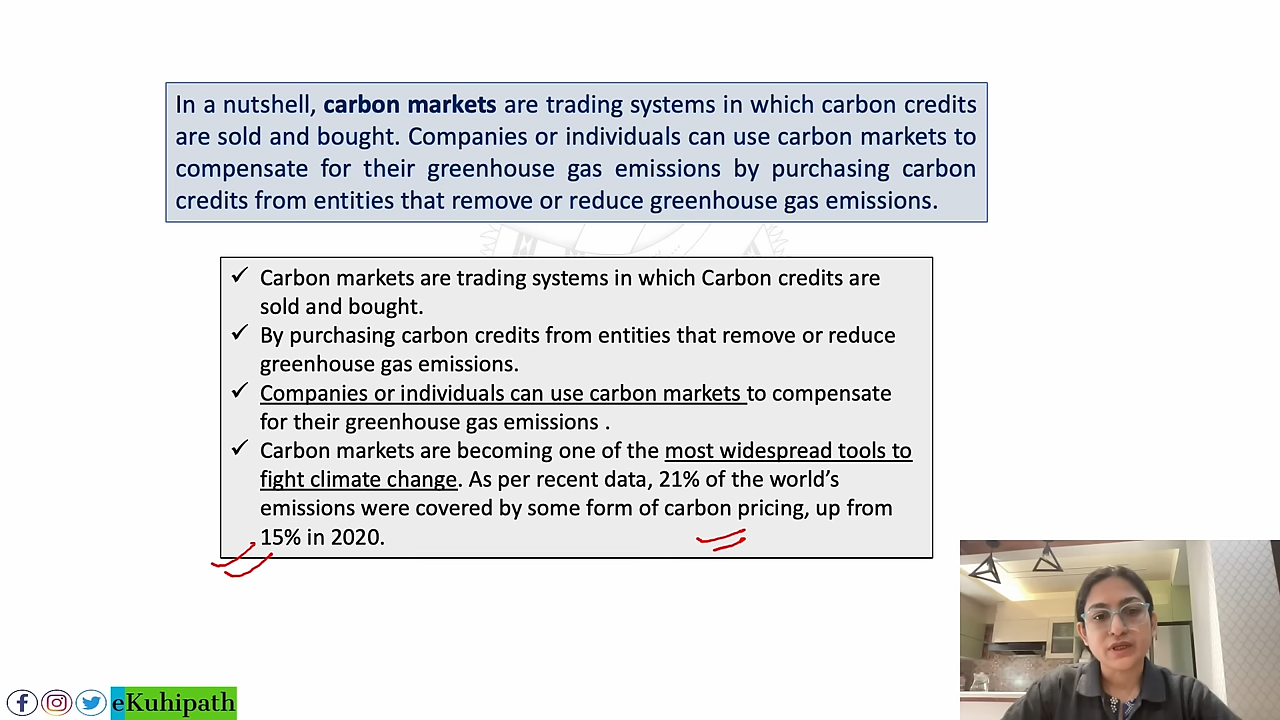 In a nutshell, carbon markets are trading systems in which carbon credits
are sold and bought. Companies or individuals can use carbon markets to
compensate for their greenhouse gas emissions by purchasing carbon
credits from entities that remove or reduce greenhouse gas emissions.
✓ Carbon markets are trading systems in which Carbon credits are
sold and bought.
✓ By purchasing carbon credits from entities that remove or reduce
greenhouse gas emissions.
✓ Companies or individuals can use carbon markets to compensate
for their greenhouse gas emissions .
✓ Carbon markets are becoming one of the most widespread tools to
fight climate change. As per recent data, 21% of the world’s
emissions were covered by some form of carbon pricing, up from
15% in 2020.
eKuhipath